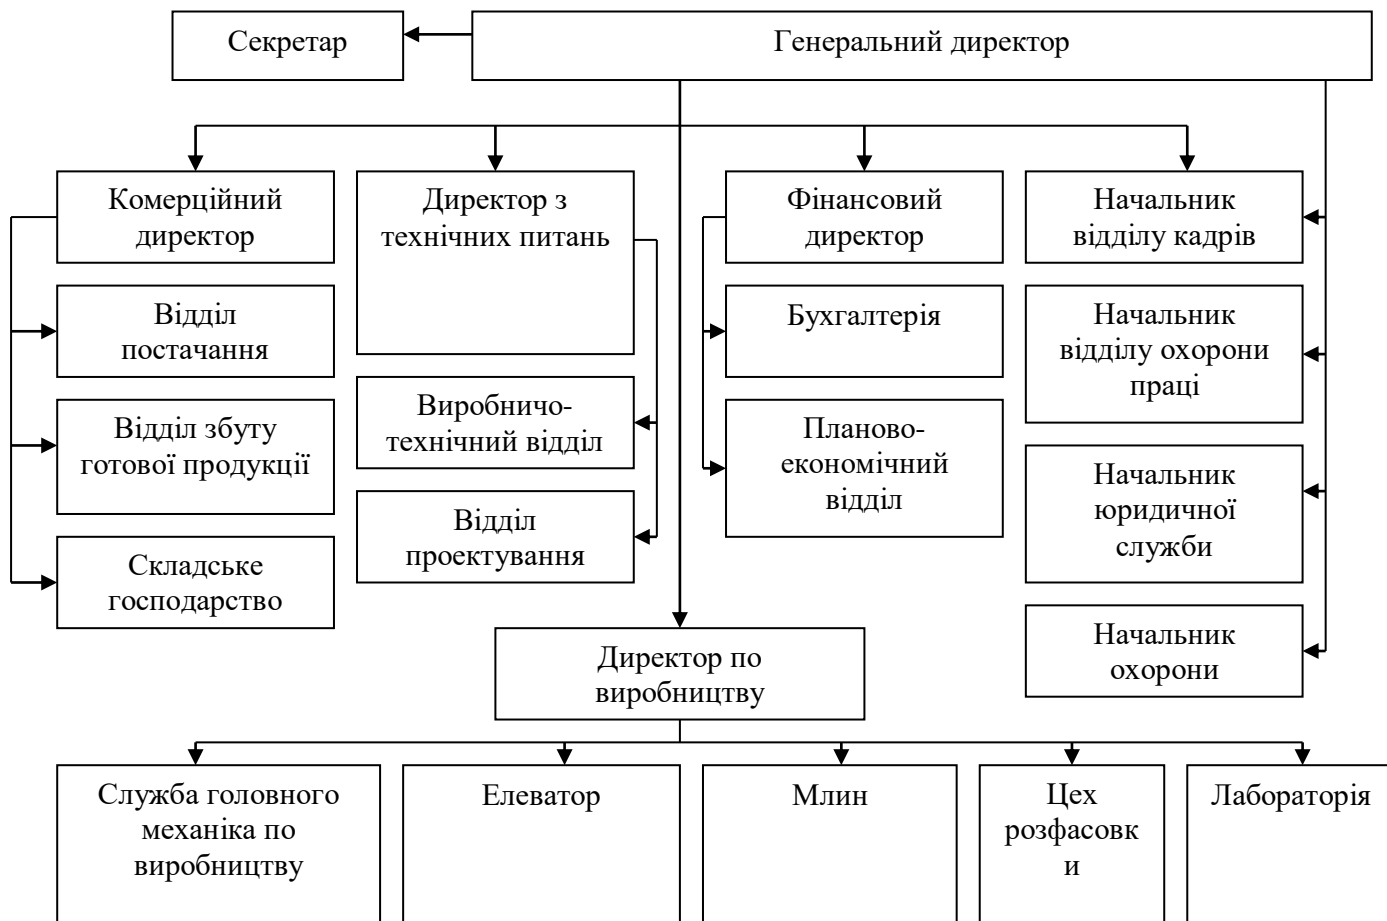 Секретар
Генеральний директор
Комерційний
директор
Директор з
технічних питань
Фінансовий
директор
Начальник
відділу кадрів
Відділ
постачання
Бухгалтерія
Начальник
відділу охорони
праці
Виробничо-
технічний відділ
Відділ збуту
готової продукції
Планово-
економічний
відділ
Начальник
юридичної
служби
Відділ
проектування
Складське
господарство
Начальник
охорони
Директор по
виробництву
Служба головного
механіка по
виробництву
Елеватор
Млин
Цех
розфасовк
и
Лабораторія